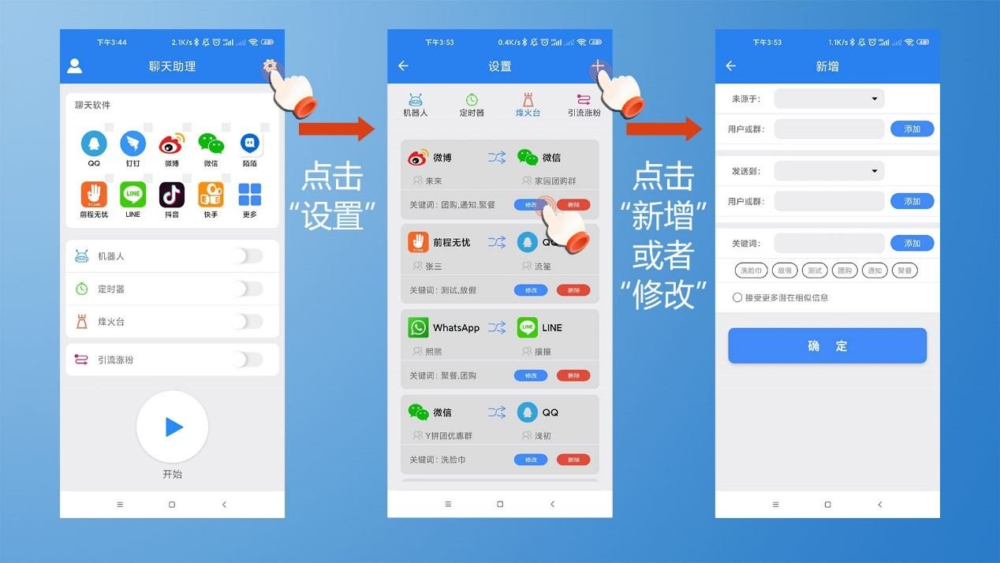 下午3:44
2.1K/s
聊天助理
聊天软件
QQ
钉钉
微博
微信
陌陌
51Job
LINE
前程无忧
LINE
抖音
快手
更多
机器人
定时器
烽火台
引流涨粉
开始
点击
“设置”
下午3:53
0.4K/s
设置
机器人
定时器
烽火台
引流涨粉
微博
微信
来来
家园团购群
关键词: 团购,通知,聚餐
修改
删除
51Job
前程无忧
QQ
张三
流笙
关键词: 测试,放假
修改
删除
WhatsApp
LINE
LINE
熙熙
攘攘
关键词: 聚餐,团购
修改
删除
微信
QQ
Y拼团优惠群
浅初
关键词: 洗脸巾
修改
删除
点击
“新增”
或者
“修改”
下午3:53
1.1K/s
新增
来源于:
用户或群:
添加
发送到:
用户或群:
添加
关键词:
添加
洗脸巾
放假
测试
团购
通知
聚餐
接受更多潜在相似信息
确 定